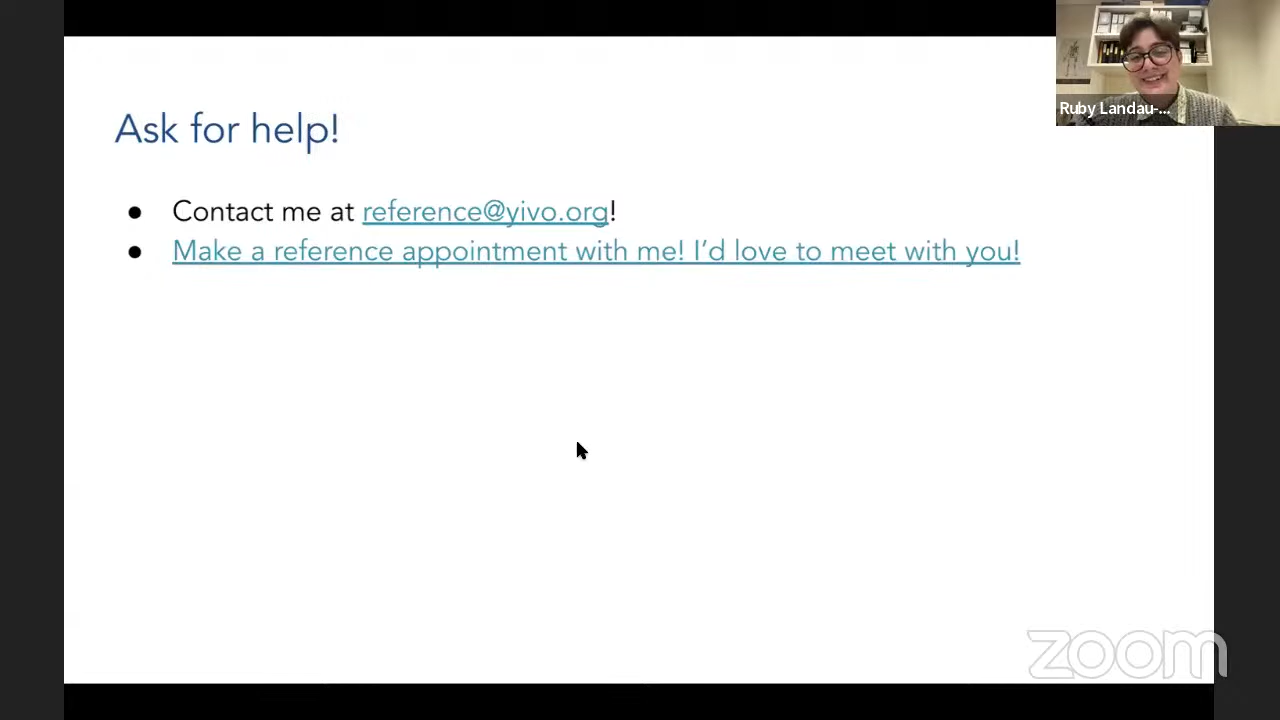 Ruby Landau-...
Ask for help!
● Contact me at reference@yivo.org!
● Make a reference appointment with me! I’d love to meet with you!
zoom